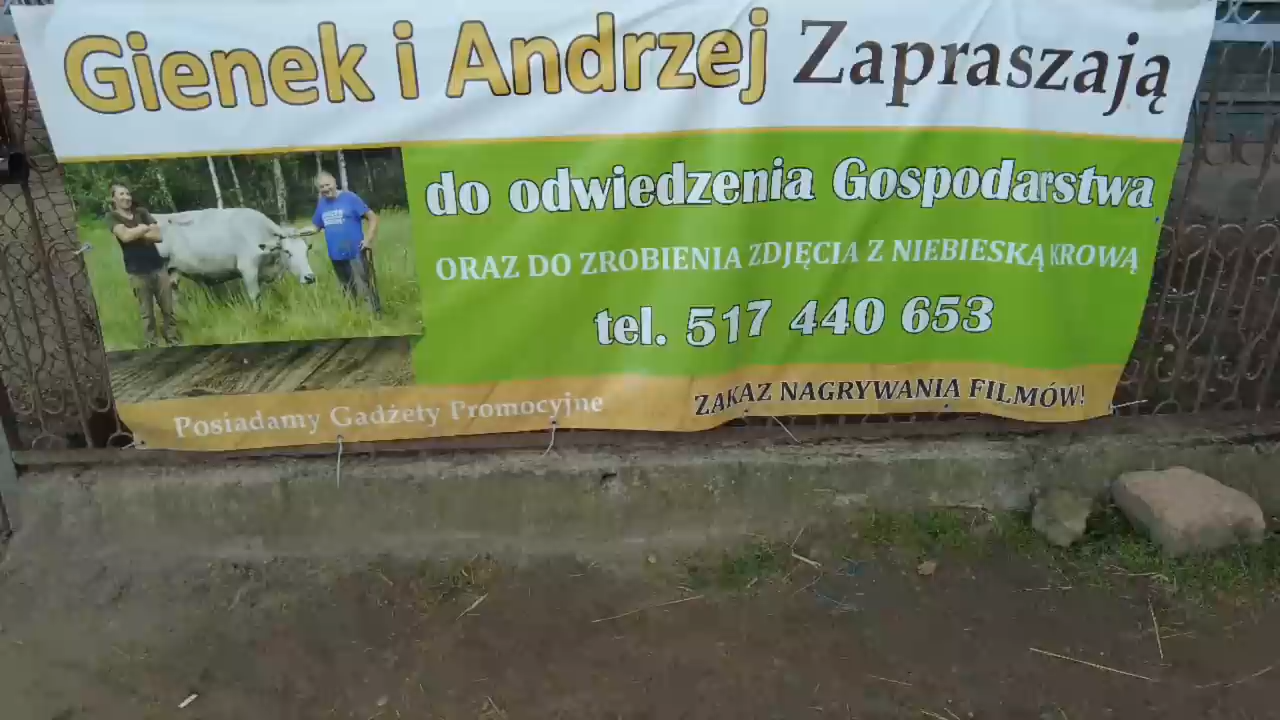 Gienek i Andrzej Zapraszają
do odwiedzenia Gospodarstwa
ORAZ DO ZROBIENIA ZDJĘCIA Z NIEBIESKĄ KROWĄ
tel. 517 440 653
Posiadamy Gadżety Promocyjne
ZAKAZ NAGRYWANIA FILMÓW!